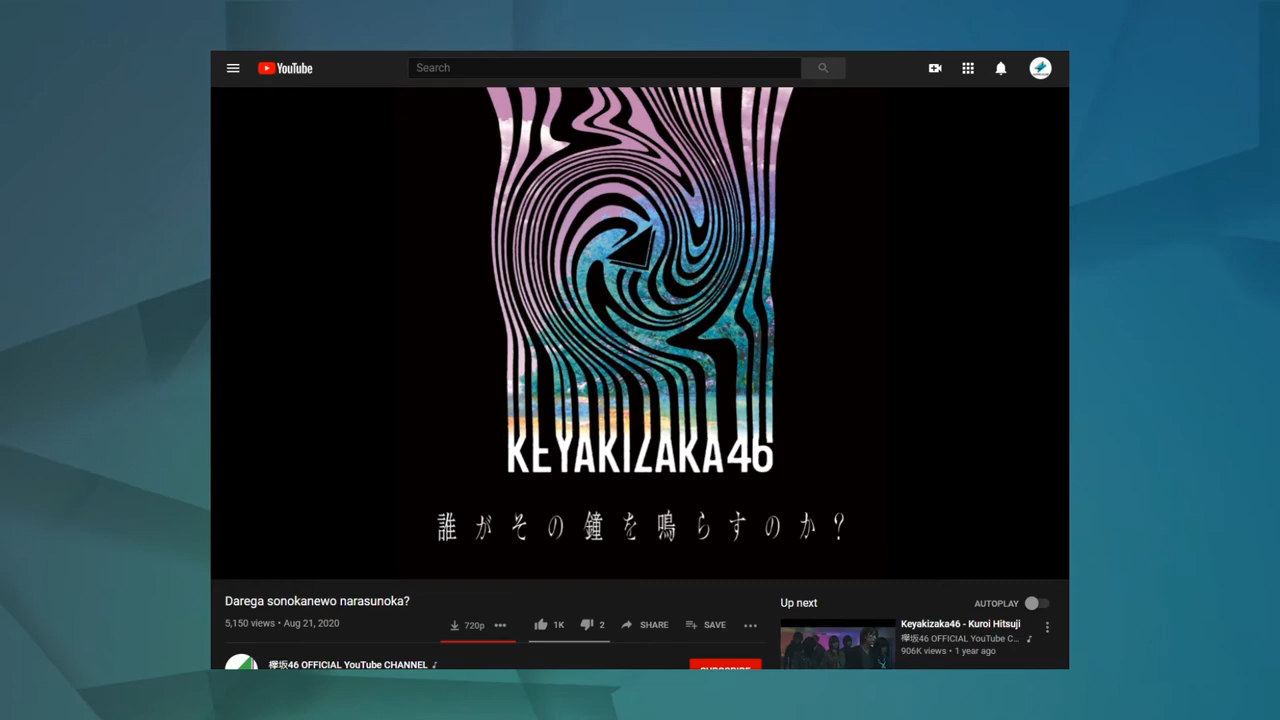 YouTube
Search
KEYAKIZAKA46
誰がその鐘を鳴らすのか？
Darega sonokanewo narasunoka?
5,150 views • Aug 21, 2020
720p
1K
2
SHARE
SAVE
欅坂46 OFFICIAL YouTube CHANNEL
SUBSCRIBE
Up next
AUTOPLAY
Keyakizaka46 - Kuroi Hitsuji
欅坂46 OFFICIAL YouTube C...
906K views • 1 year ago